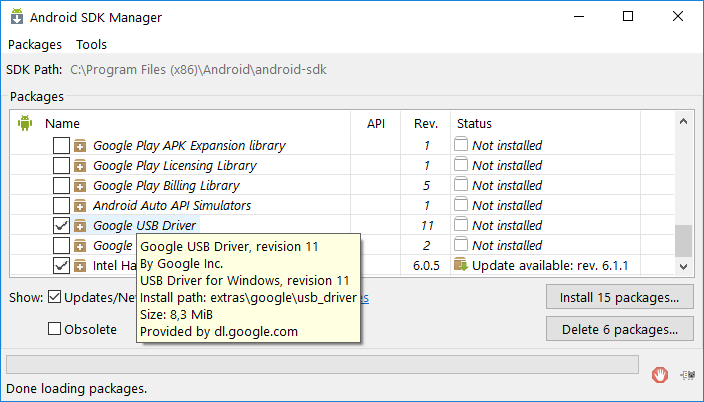 Android SDK Manager
Packages Tools
SDK Path: C:\Program Files (x86)\Android\android-sdk
Packages
Name API Rev. Status
Google Play APK Expansion library 1 Not installed
Google Play Licensing Library 1 Not installed
Google Play Billing Library 5 Not installed
Android Auto API Simulators 1 Not installed
Google USB Driver 11 Not installed
Google 2 Not installed
Intel Ha 6.0.5 Update available: rev. 6.1.1
Google USB Driver, revision 11
By Google Inc.
USB Driver for Windows, revision 11
Install path: extras\google\usb_driver
Size: 8,3 MiB
Provided by dl.google.com
Show: Updates/New es Install 15 packages...
Obsolete Delete 6 packages...
Done loading packages.